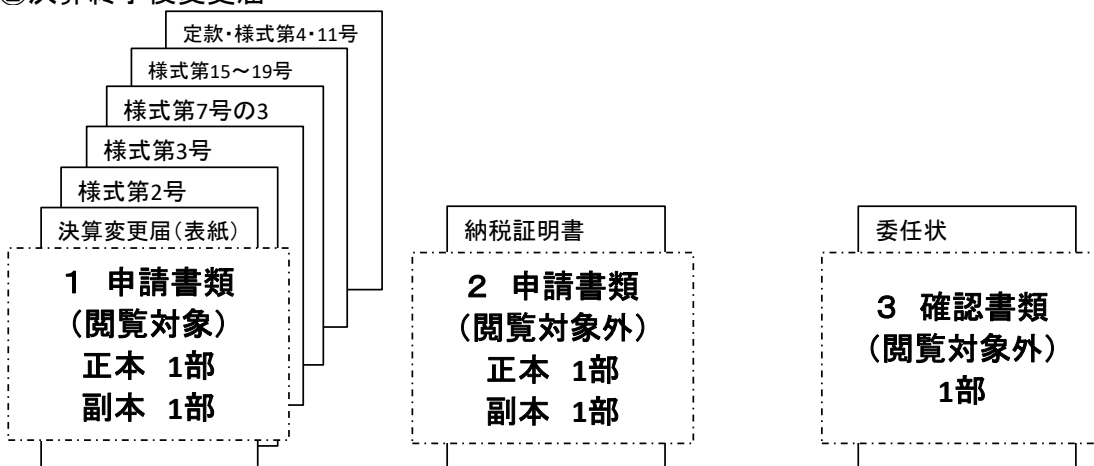 決算終了後変更届
定款・様式第4・11号
様式第15～19号
様式第7号の3
様式第3号
様式第2号
決算変更届（表紙）
１　申請書類
（閲覧対象）
正本 1部
副本 1部
納税証明書
２　申請書類
（閲覧対象外）
正本 1部
副本 1部
委任状
３　確認書類
（閲覧対象外）
1部